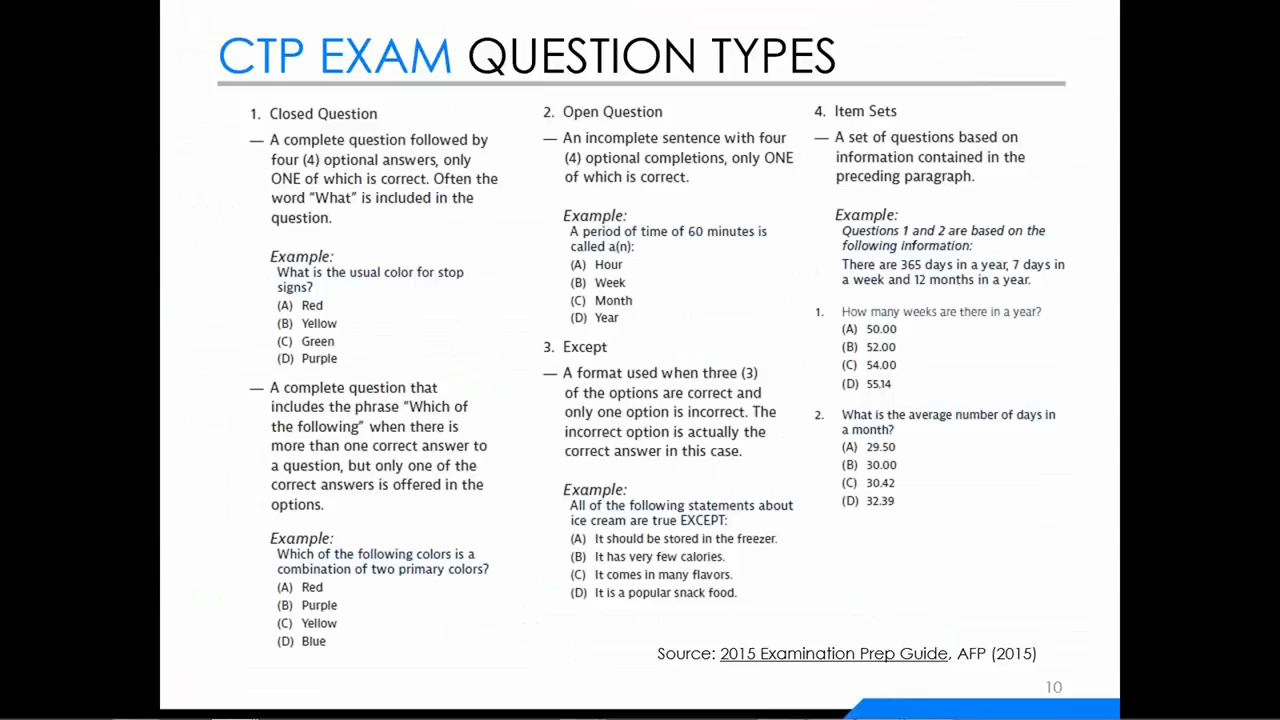 CTP EXAM QUESTION TYPES
1. Closed Question
— A complete question followed by
four (4) optional answers, only
ONE of which is correct. Often the
word “What” is included in the
question.
Example:
What is the usual color for stop
signs?
(A) Red
(B) Yellow
(C) Green
(D) Purple
— A complete question that
includes the phrase “Which of
the following” when there is
more than one correct answer to
a question, but only one of the
correct answers is offered in the
options.
Example:
Which of the following colors is a
combination of two primary colors?
(A) Red
(B) Purple
(C) Yellow
(D) Blue
2. Open Question
— An incomplete sentence with four
(4) optional completions, only ONE
of which is correct.
Example:
A period of time of 60 minutes is
called a(n):
(A) Hour
(B) Week
(C) Month
(D) Year
3. Except
— A format used when three (3)
of the options are correct and
only one option is incorrect. The
incorrect option is actually the
correct answer in this case.
Example:
All of the following statements about
ice cream are true EXCEPT:
(A) It should be stored in the freezer.
(B) It has very few calories.
(C) It comes in many flavors.
(D) It is a popular snack food.
4. Item Sets
— A set of questions based on
information contained in the
preceding paragraph.
Example:
Questions 1 and 2 are based on the
following information:
There are 365 days in a year, 7 days in
a week and 12 months in a year.
1. How many weeks are there in a year?
(A) 50.00
(B) 52.00
(C) 54.00
(D) 55.14
2. What is the average number of days in
a month?
(A) 29.50
(B) 30.00
(C) 30.42
(D) 32.39
Source: 2015 Examination Prep Guide, AFP (2015)
10